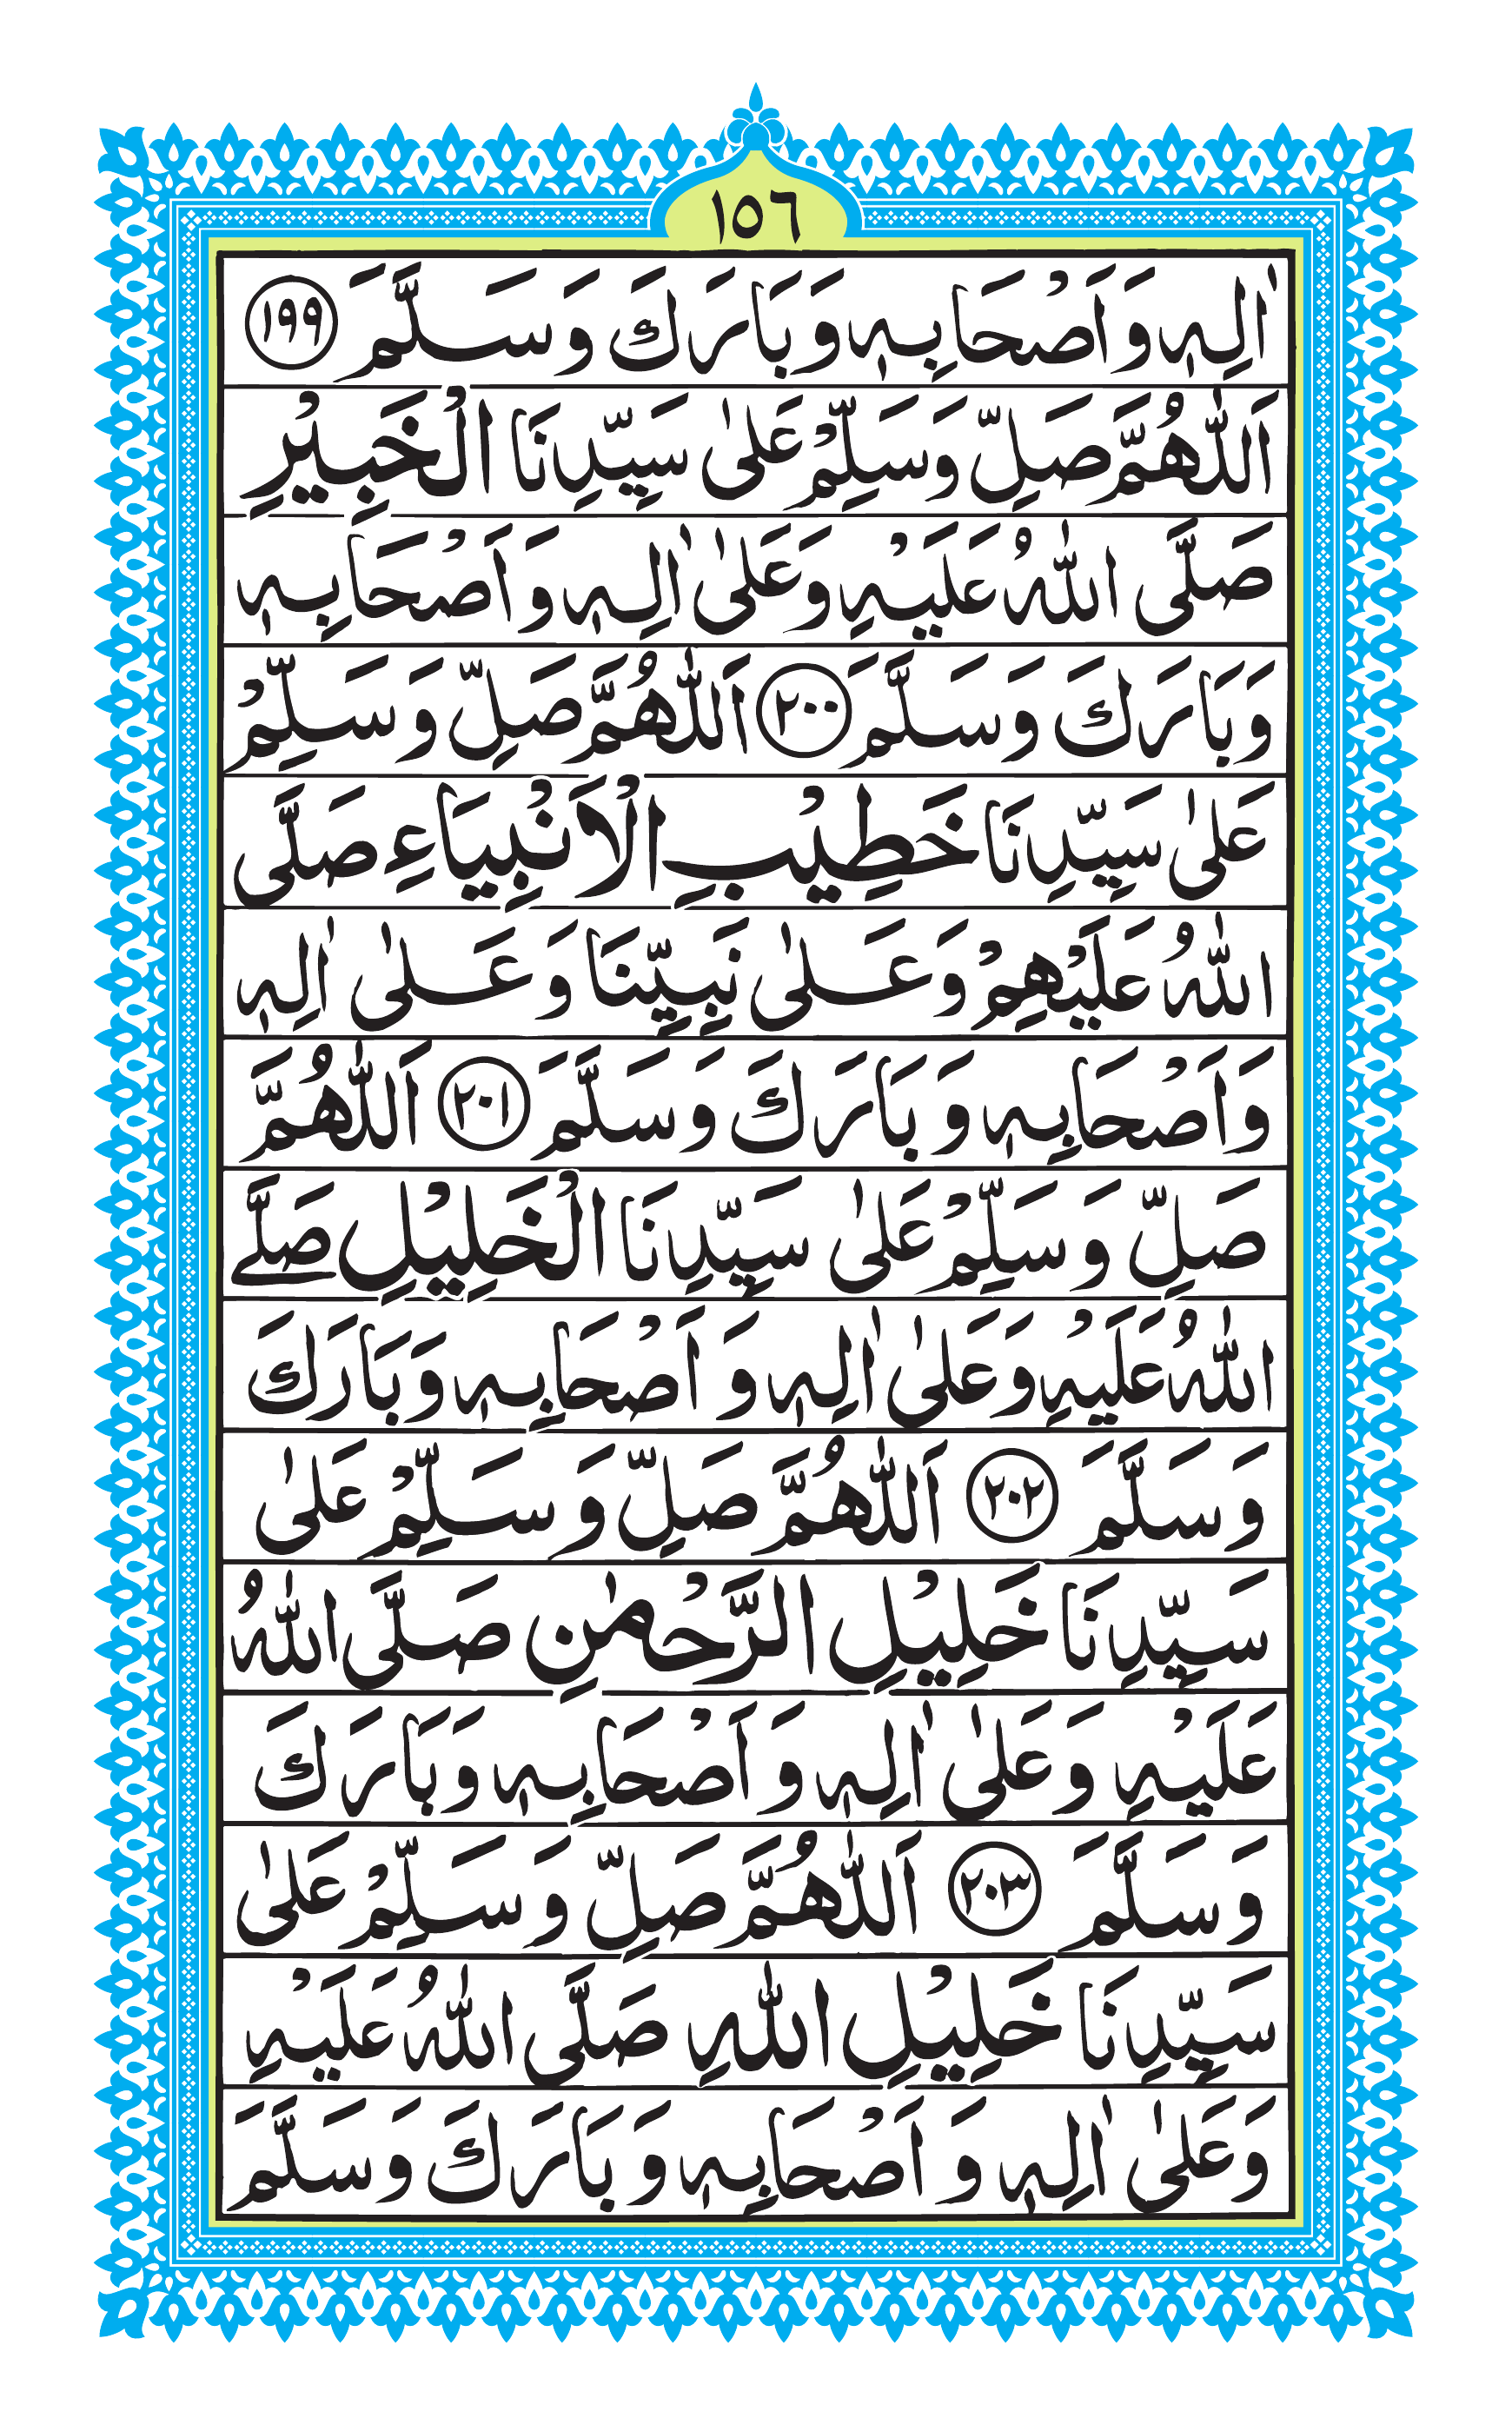 ١٥٦
اٰلِهٖ وَاَصْحَابِهٖ وَبَارَكَ وَسَلَّمَ ١٩٩
اَللّٰهُمَّ صَلِّ وَسَلِّمْ عَلٰى سَيِّدِنَا الْخَبِيْرِ
صَلَّى اللّٰهُ عَلَيْهِ وَعَلٰى اٰلِهٖ وَاَصْحَابِهٖ
وَبَارَكَ وَسَلَّمَ ٢٠٠ اَللّٰهُمَّ صَلِّ وَسَلِّمْ
عَلٰى سَيِّدِنَا خَطِيْبِ الْاَنْۢبِيَاءِ صَلَّى
اللّٰهُ عَلَيْهِمْ وَعَلٰى نَبِيِّنَا وَعَلٰى اٰلِهٖ
وَاَصْحَابِهٖ وَبَارَكَ وَسَلَّمَ ٢٠١ اَللّٰهُمَّ
صَلِّ وَسَلِّمْ عَلٰى سَيِّدِنَا الْخَلِيْلِ صَلَّے
اللّٰهُ عَلَيْهِ وَعَلٰى اٰلِهٖ وَاَصْحَابِهٖ وَبَارَكَ
وَسَلَّمَ ٢٠٢ اَللّٰهُمَّ صَلِّ وَسَلِّمْ عَلٰى
سَيِّدِنَا خَلِيْلِ الرَّحْمٰنِ صَلَّى اللّٰهُ
عَلَيْهِ وَعَلٰى اٰلِهٖ وَاَصْحَابِهٖ وَبَارَكَ
وَسَلَّمَ ٢٠٣ اَللّٰهُمَّ صَلِّ وَسَلِّمْ عَلٰى
سَيِّدِنَا خَلِيْلِ اللّٰهِ صَلَّى اللّٰهُ عَلَيْهِ
وَعَلٰى اٰلِهٖ وَاَصْحَابِهٖ وَبَارَكَ وَسَلَّمَ